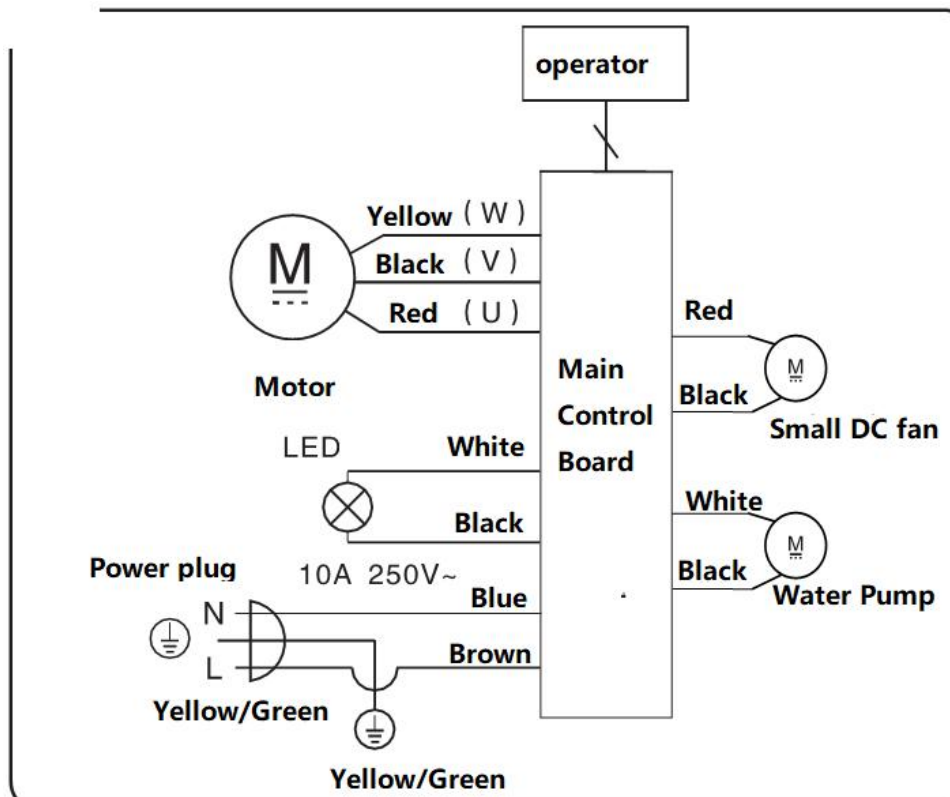 operator
Yellow ( W )
Black ( V )
Red ( U )
M
Motor
Main
Control
Board
Red
Black
M
Small DC fan
LED
White
Black
White
Black
M
Water Pump
Power plug
10A 250V~
N
Blue
L
Brown
Yellow/Green
Yellow/Green